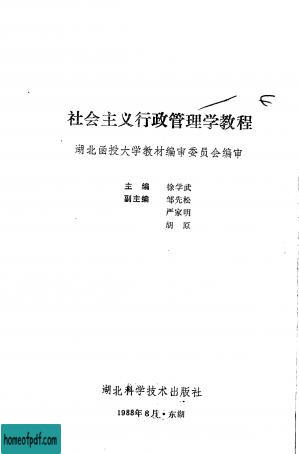 社会主义行政管理学教程
湖北函授大学教材编审委员会编审
主 编 徐学武
副主编 邹先松
严家明
胡 原
湖北科学技术出版社
1988年8月·东湖
homeofpdf.com